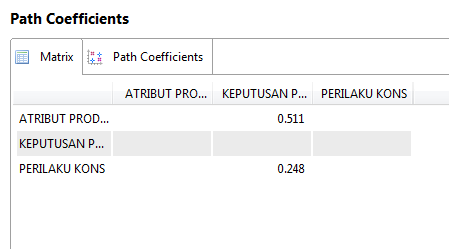 Path Coefficients
Matrix Path Coefficients
ATRIBUT PRO... KEPUTUSAN P... PERILAKU KONS
ATRIBUT PROD... 0.511
KEPUTUSAN P...
PERILAKU KONS 0.248